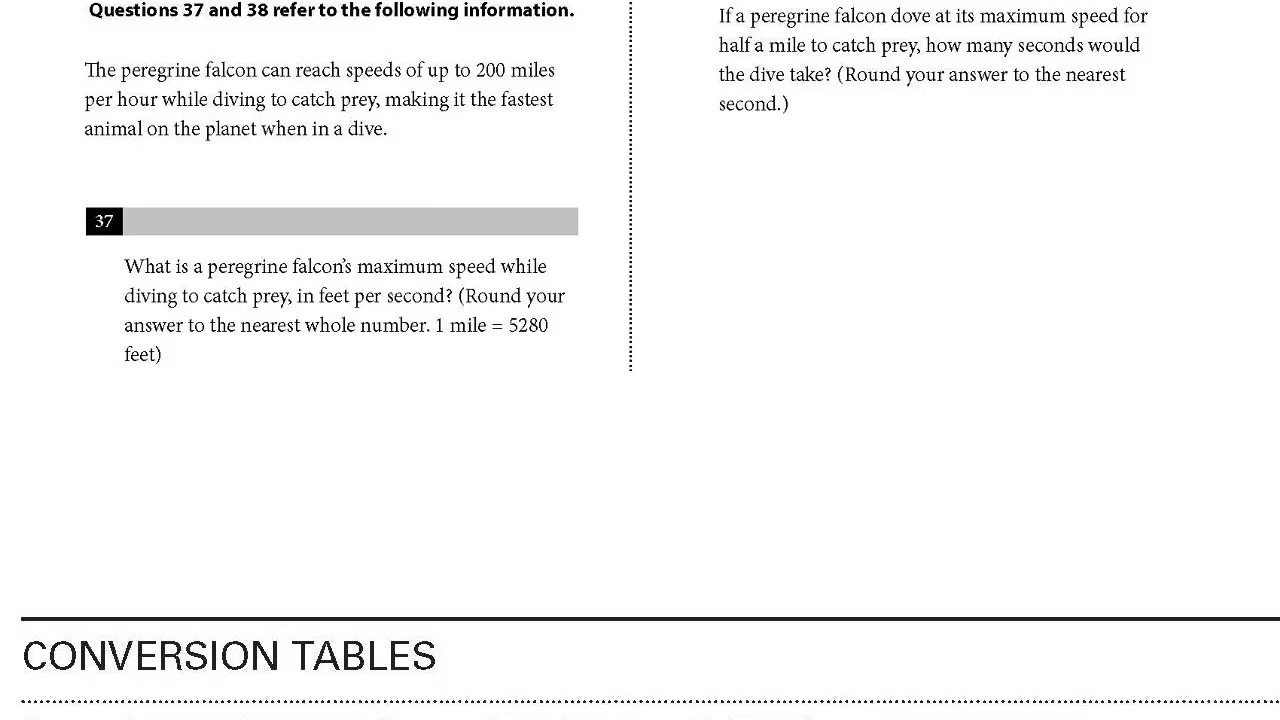 Questions 37 and 38 refer to the following information.
The peregrine falcon can reach speeds of up to 200 miles
per hour while diving to catch prey, making it the fastest
animal on the planet when in a dive.
37
What is a peregrine falcon’s maximum speed while
diving to catch prey, in feet per second? (Round your
answer to the nearest whole number. 1 mile = 5280
feet)
If a peregrine falcon dove at its maximum speed for
half a mile to catch prey, how many seconds would
the dive take? (Round your answer to the nearest
second.)
CONVERSION TABLES